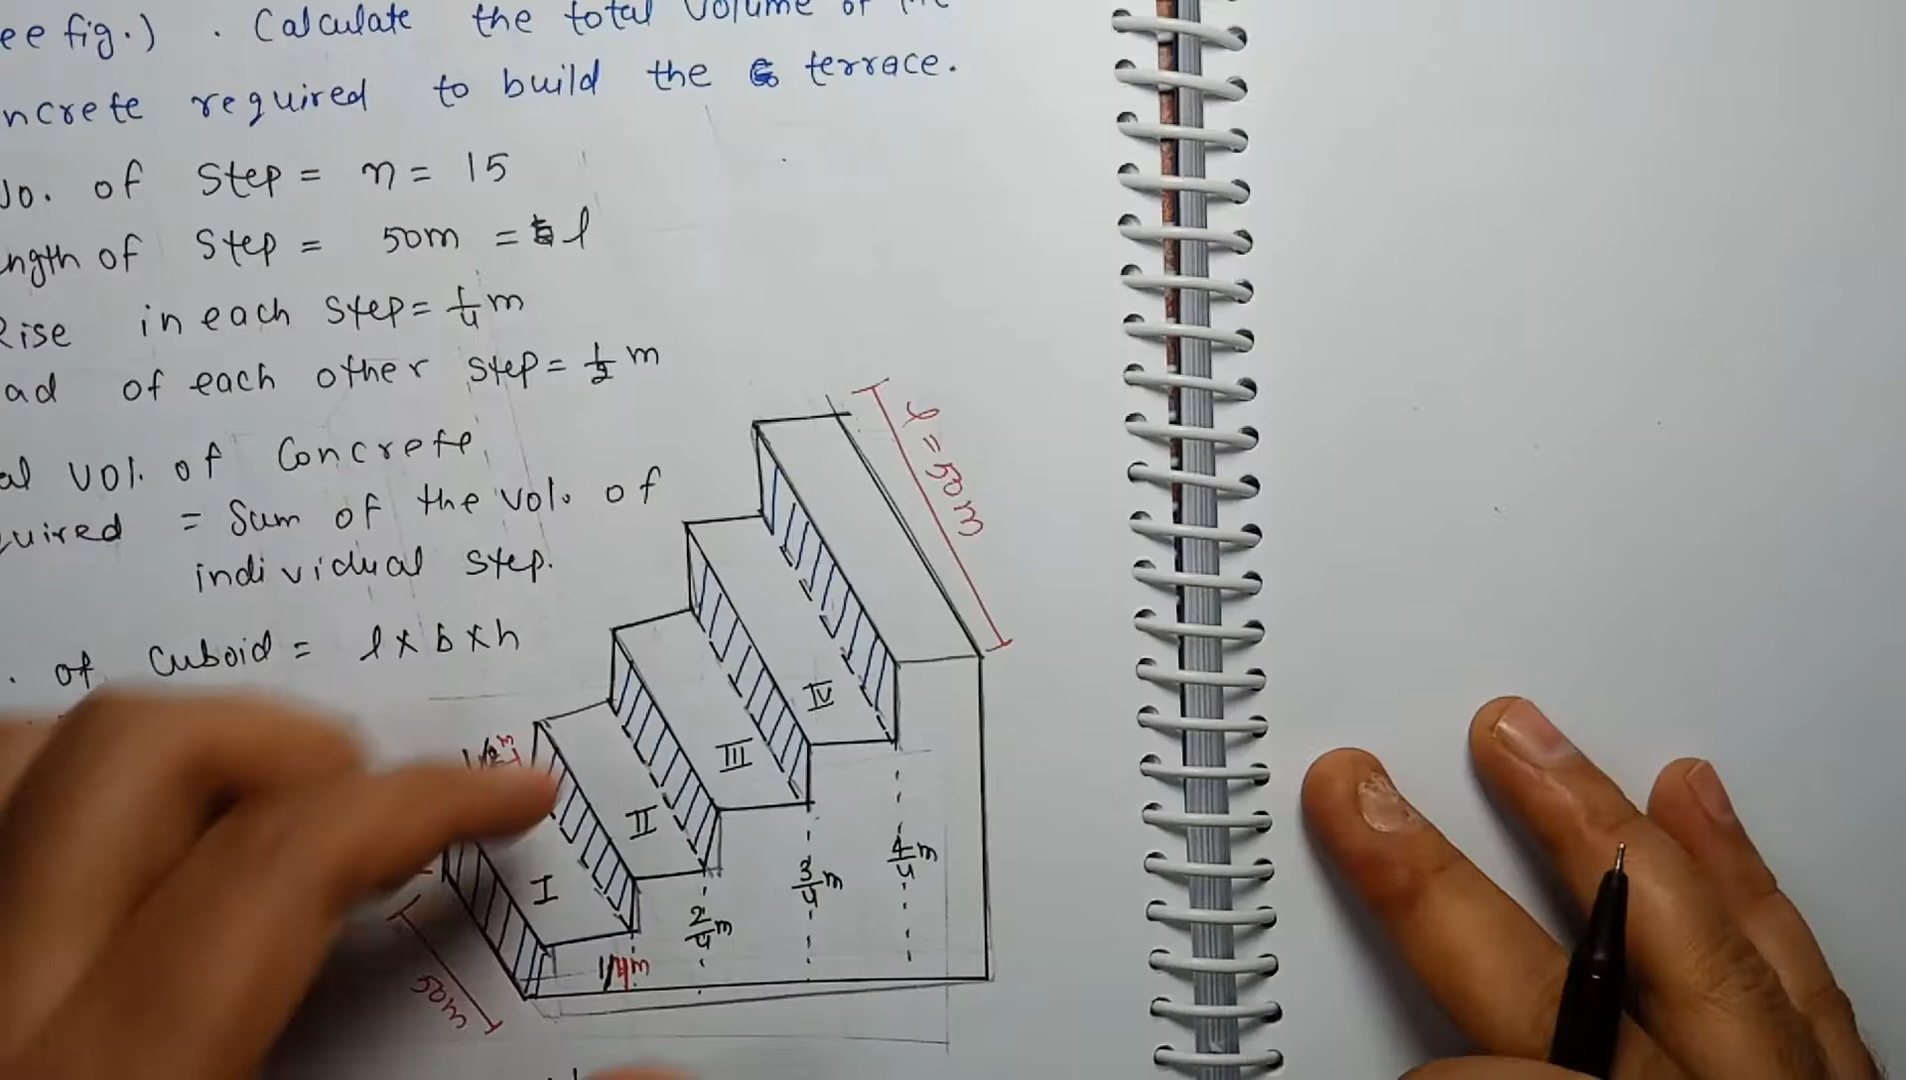 ee fig.) . Calculate the total volume of the
ncrete required to build the terrace.
No. of Step = n = 15
ngth of Step = 50m = l
Rise in each Step = 1/4 m
ad of each other step = 1/2 m
al vol. of Concrete
quired = Sum of the vol. of
individual step.
. of Cuboid = l x b x h
l = 50m
IV
III
II
I
4/4 m
3/4 m
2/4 m
1/4m
50m